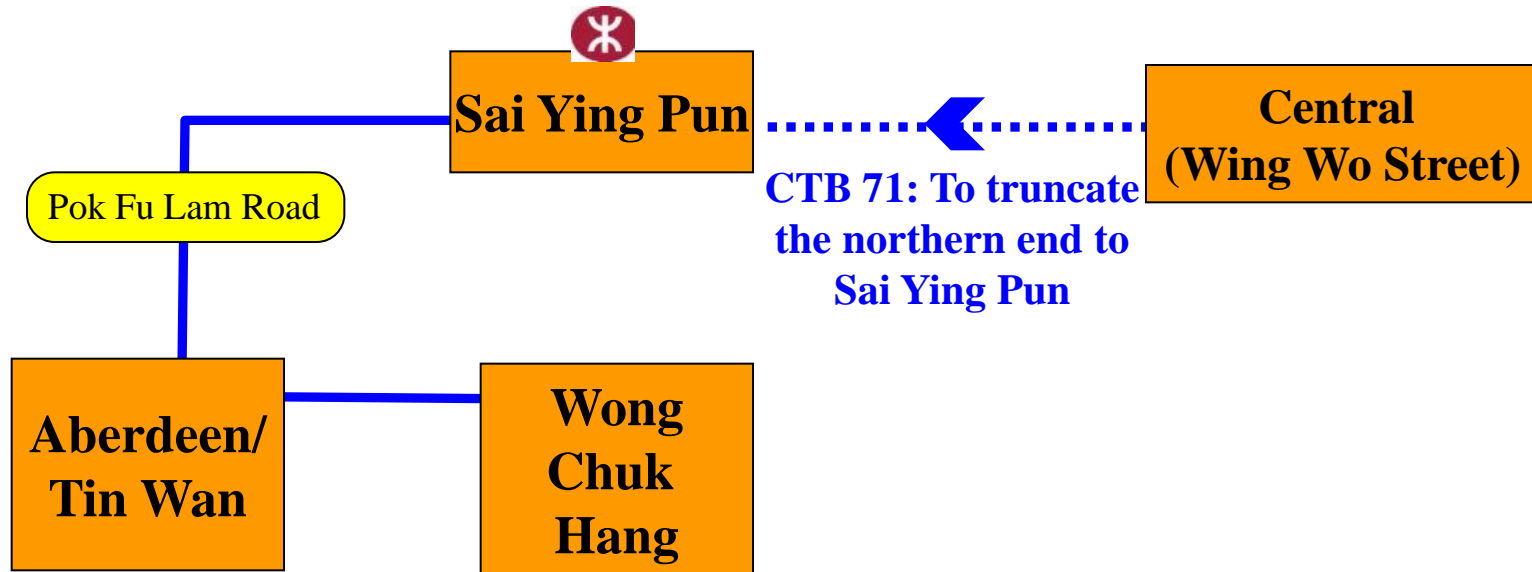 Sai Ying Pun
Central
(Wing Wo Street)
CTB 71: To truncate
the northern end to
Sai Ying Pun
Pok Fu Lam Road
Aberdeen/
Tin Wan
Wong
Chuk
Hang